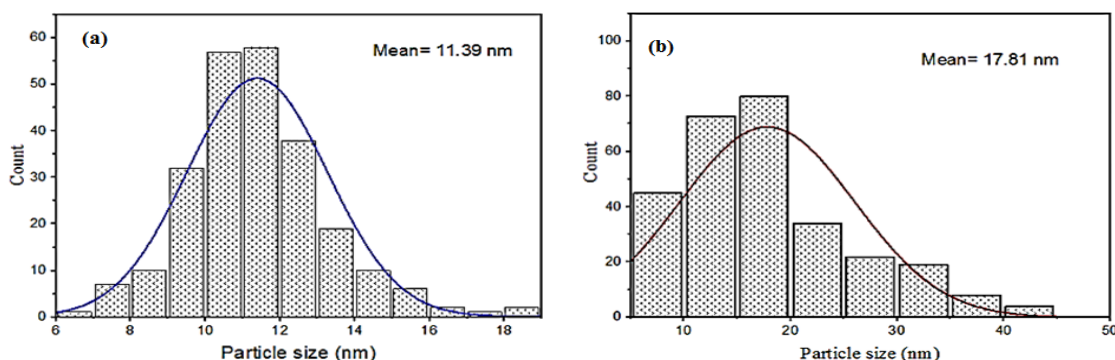 (a)
Mean= 11.39 nm
60
50
40
30
20
10
0
Count
6 8 10 12 14 16 18
Particle size (nm)
(b)
Mean= 17.81 nm
100
80
60
40
20
0
Count
10 20 30 40 50
Particle size (nm)